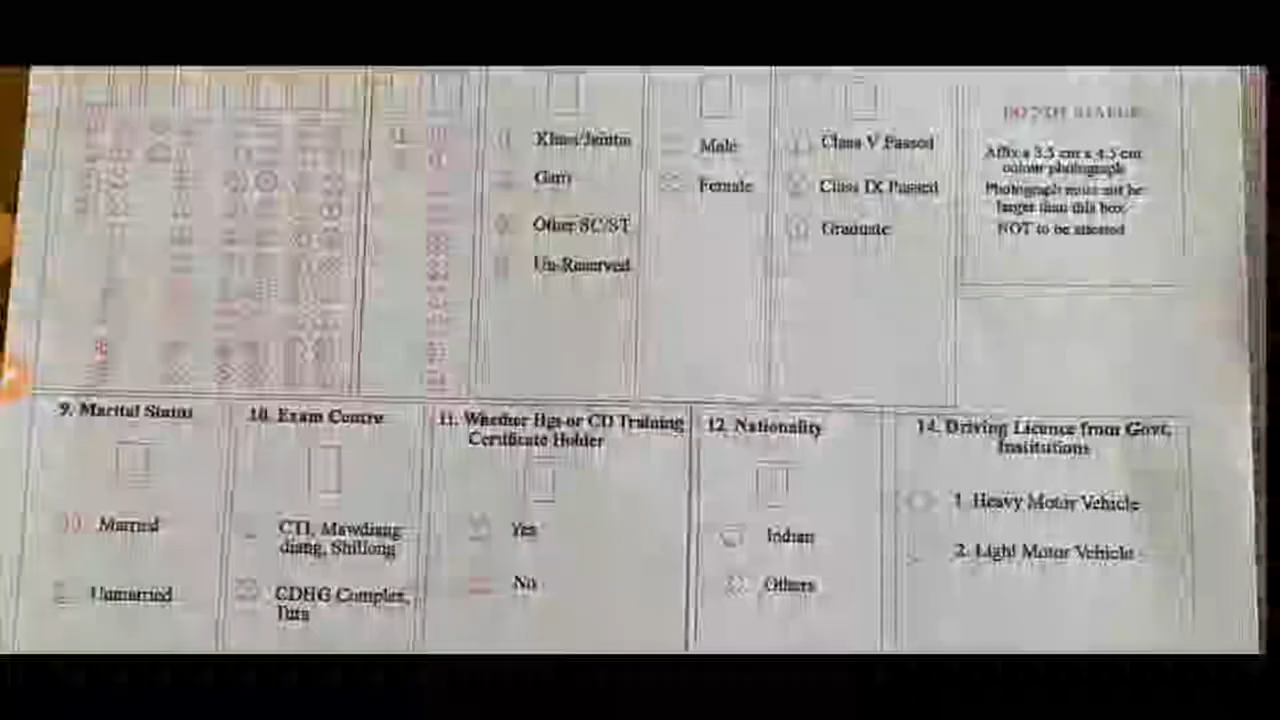 Khasi/Jaintia
Garo
Other SC/ST
Un-Reserved
Male
Female
Class V Passed
Class IX Passed
Graduate
Affix a 3.5 cm x 4.5 cm
colour photograph
Photograph must not be
larger than this box
NOT to be attested
9. Marital Status
Married
Unmarried
10. Exam Centre
CTI, Mawdiang
diang, Shillong
CDHG Complex,
Tura
11. Whether Hgs or CD Training
Certificate Holder
Yes
No
12. Nationality
Indian
Others
14. Driving Licence from Govt.
Institutions
1. Heavy Motor Vehicle
2. Light Motor Vehicle